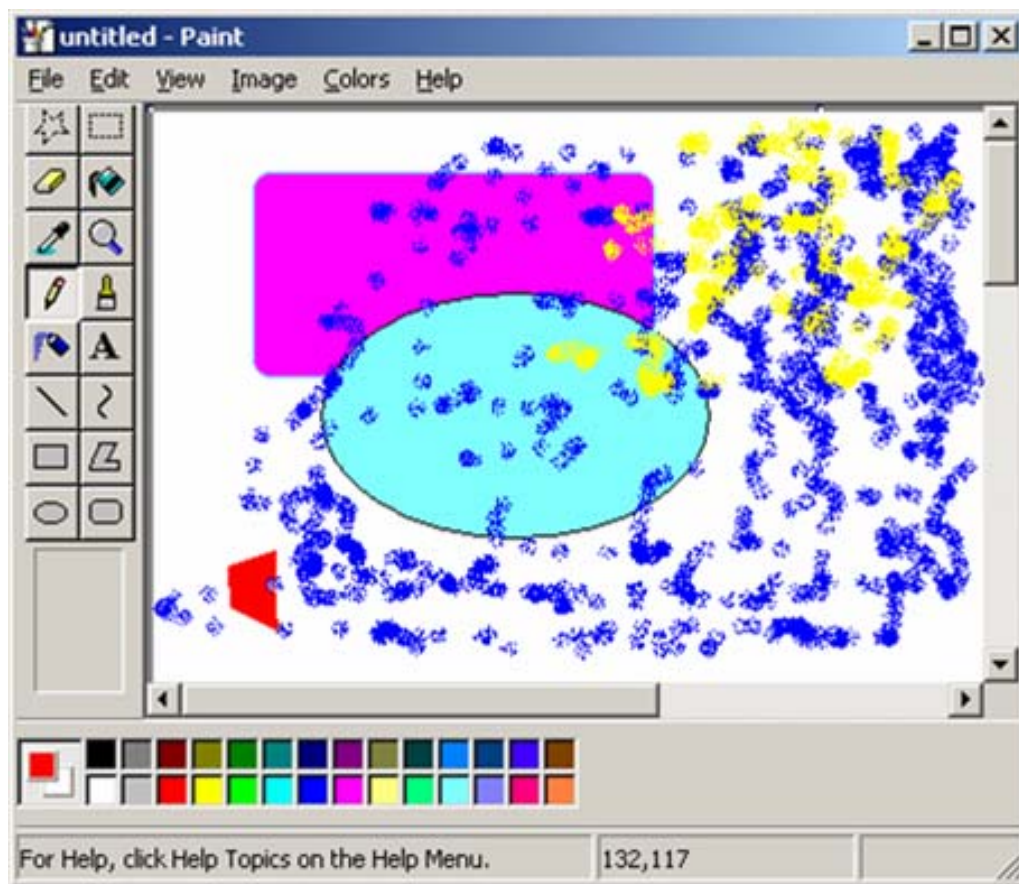 untitled - Paint
File Edit View Image Colors Help
A
For Help, click Help Topics on the Help Menu. 132,117